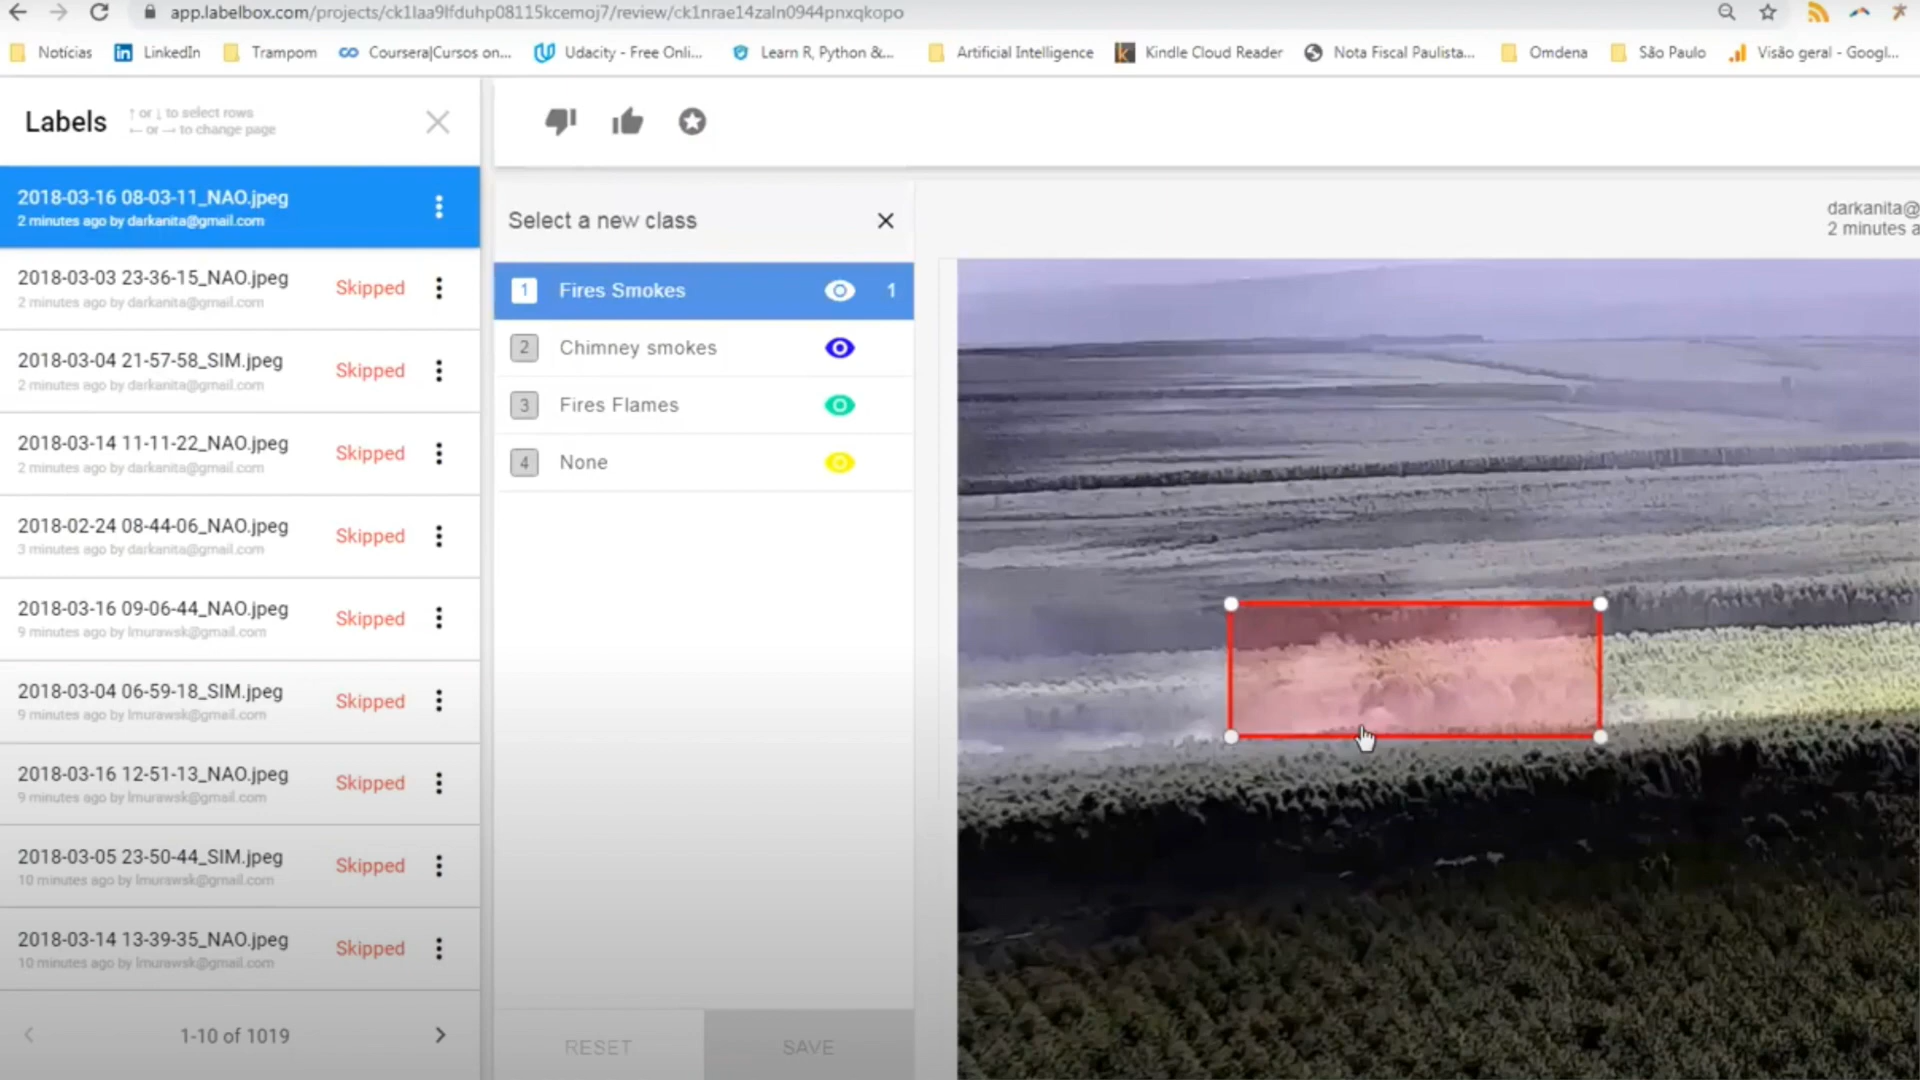 app.labelbox.com/projects/ck1laa9lfduhp08115kcemoj7/review/ck1nrae14zaln0944pnxqkopo
Notícias LinkedIn Trampom Coursera|Cursos on... Udacity - Free Onli... Learn R, Python &... Artificial Intelligence Kindle Cloud Reader Nota Fiscal Paulista... Omdena São Paulo Visão geral - Googl...
Labels
↑ or ↓ to select rows
← or → to change page
2018-03-16 08-03-11_NAO.jpeg
2 minutes ago by darkanita@gmail.com
2018-03-03 23-36-15_NAO.jpeg Skipped
2 minutes ago by darkanita@gmail.com
2018-03-04 21-57-58_SIM.jpeg Skipped
2 minutes ago by darkanita@gmail.com
2018-03-14 11-11-22_NAO.jpeg Skipped
2 minutes ago by darkanita@gmail.com
2018-02-24 08-44-06_NAO.jpeg Skipped
3 minutes ago by darkanita@gmail.com
2018-03-16 09-06-44_NAO.jpeg Skipped
9 minutes ago by lmurawsk@gmail.com
2018-03-04 06-59-18_SIM.jpeg Skipped
9 minutes ago by lmurawsk@gmail.com
2018-03-16 12-51-13_NAO.jpeg Skipped
9 minutes ago by lmurawsk@gmail.com
2018-03-05 23-50-44_SIM.jpeg Skipped
10 minutes ago by lmurawsk@gmail.com
2018-03-14 13-39-35_NAO.jpeg Skipped
10 minutes ago by lmurawsk@gmail.com
1-10 of 1019
Select a new class
1 Fires Smokes 1
2 Chimney smokes
3 Fires Flames
4 None
RESET SAVE
darkanita@
2 minutes a